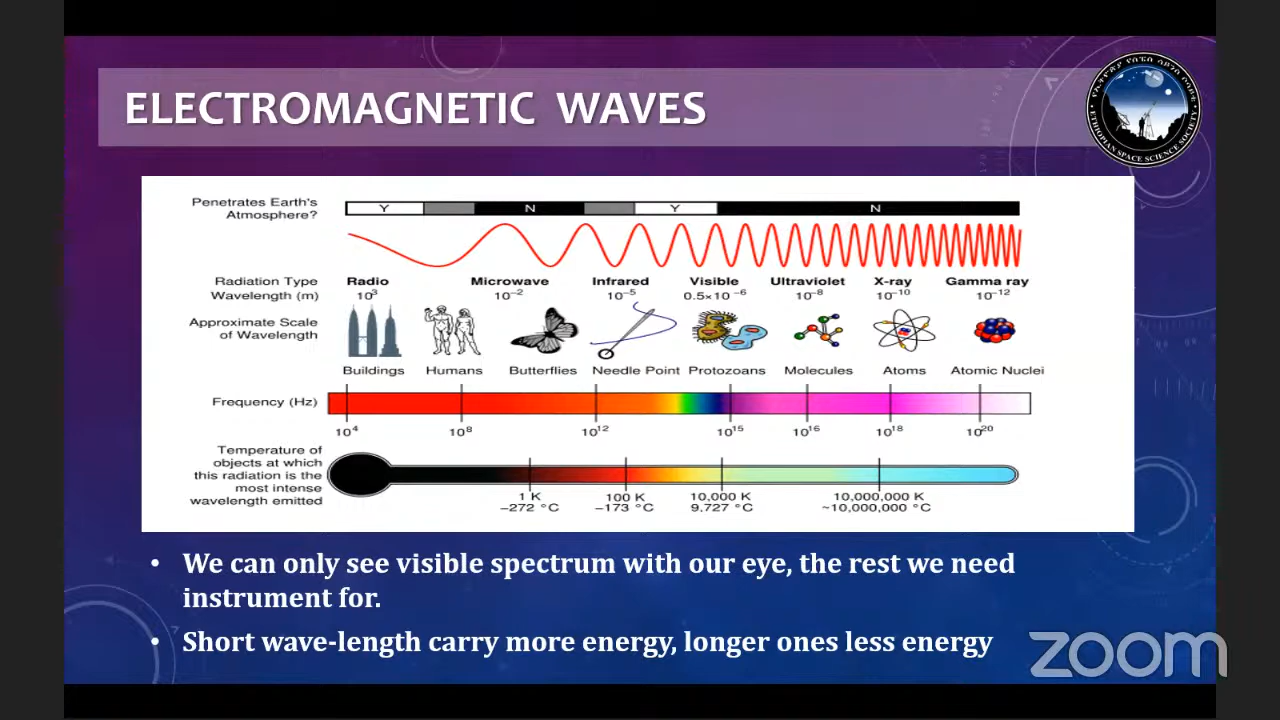 ELECTROMAGNETIC WAVES
ETHIOPIAN SPACE SCIENCE SOCIETY
Penetrates Earth's
Atmosphere?
Y N Y N
Radiation Type
Radio Microwave Infrared Visible Ultraviolet X-ray Gamma ray
Wavelength (m)
10³ 10⁻² 10⁻⁵ 0.5×10⁻⁶ 10⁻⁸ 10⁻¹⁰ 10⁻¹²
Approximate Scale
of Wavelength
Buildings Humans Butterflies Needle Point Protozoans Molecules Atoms Atomic Nuclei
Frequency (Hz)
10⁴ 10⁸ 10¹² 10¹⁵ 10¹⁶ 10¹⁸ 10²⁰
Temperature of
objects at which
this radiation is the
most intense
wavelength emitted
1 K 100 K 10,000 K 10,000,000 K
−272 °C −173 °C 9,727 °C ~10,000,000 °C
• We can only see visible spectrum with our eye, the rest we need
instrument for.
• Short wave-length carry more energy, longer ones less energy
zoom